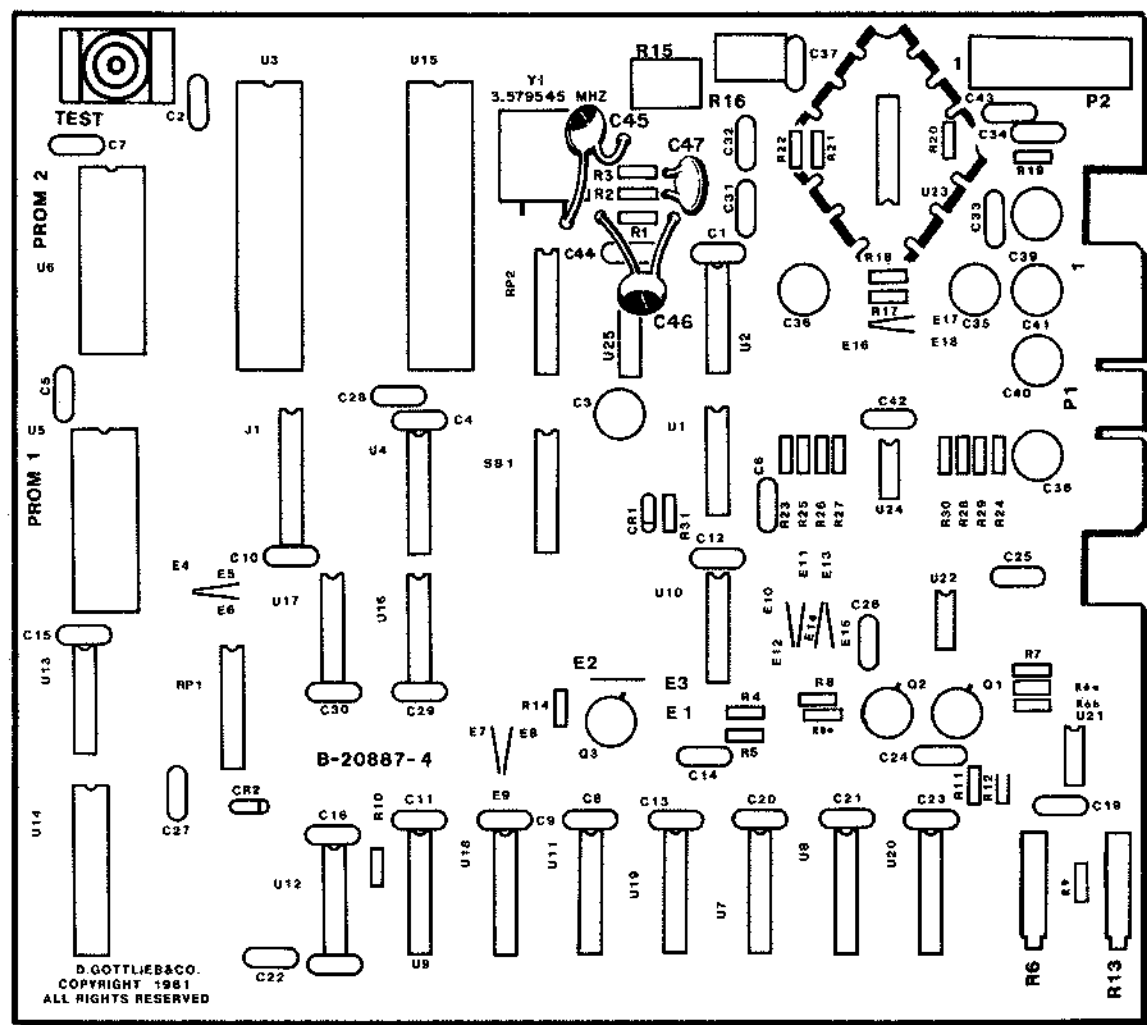 TEST
C2
C7
U3
U15
Y1
3.579545 MHZ
C45
C47
R15
R16
C37
1
P2
C43
C34
R20
R19
C32
R22
R21
U23
C31
C33
R3
R2
R1
C44
C1
C39
1
PROM 2
U6
RP2
C46
U25
U2
C36
R18
R17
E17
E16
E18
C35
C41
C40
P1
C5
U5
PROM 1
J1
C28
C4
U4
SB1
C3
U1
C42
C6
R23
R25
R26
R27
U24
R30
R28
R29
R24
C38
CR1
R31
C12
C10
E4
E5
E6
U17
U16
U10
E11
E13
E10
E12
E14
E15
C26
U22
C25
C15
U13
RP1
C30
C29
E2
E3
E1
R14
Q3
R4
R5
C14
R8
R8a
Q2
Q1
C24
R7
R6a
R6b
U21
E7
E8
E9
B-20887-4
R11
R12
C19
U14
C27
CR2
C16
R10
C11
U18
C9
C8
U11
C13
U19
C20
U7
C21
U8
C23
U20
U12
C22
U9
R6
R9
R13
D.GOTTLIEB&CO.
COPYRIGHT 1981
ALL RIGHTS RESERVED